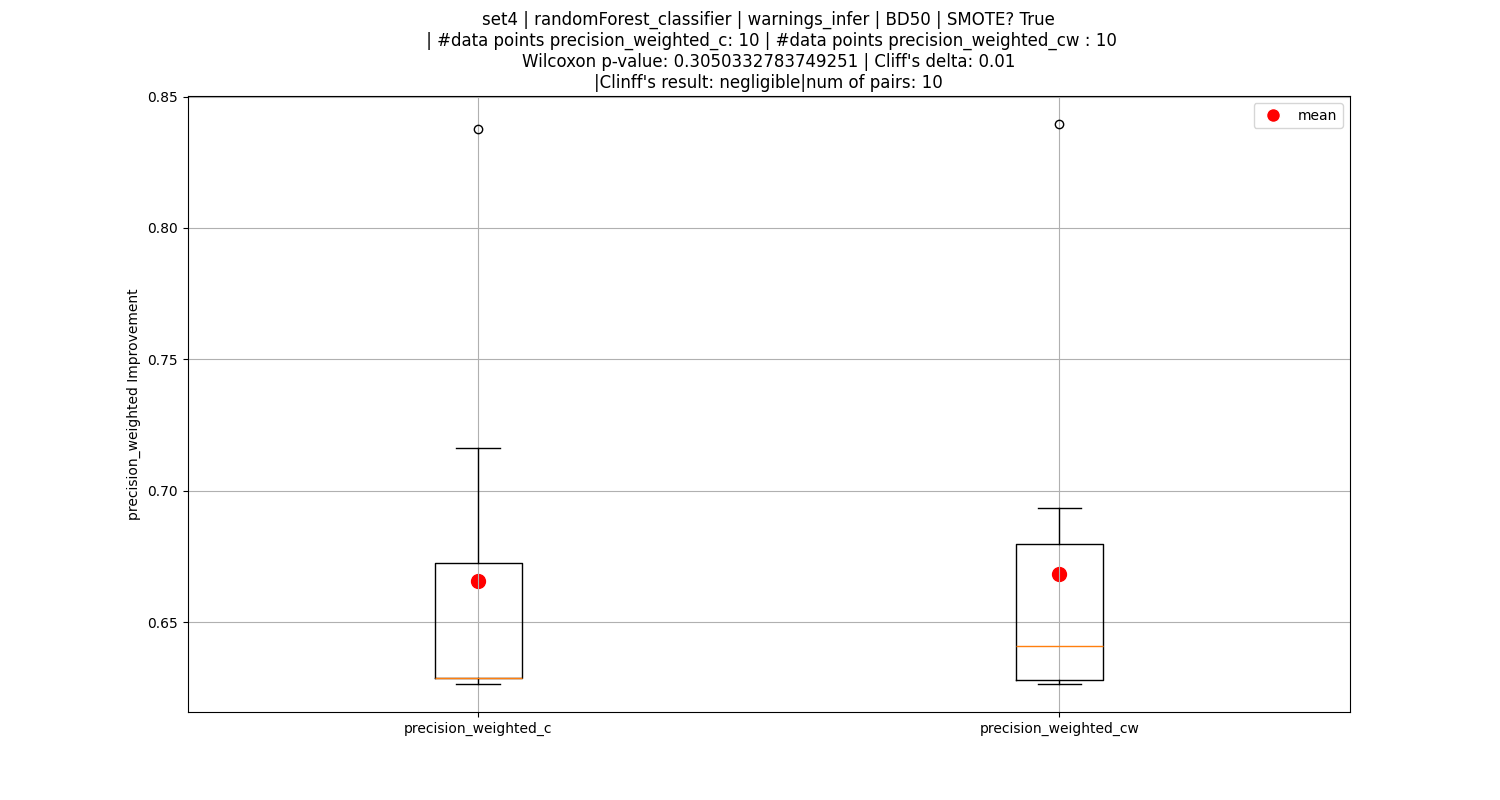 set4 | randomForest_classifier | warnings_infer | BD50 | SMOTE? True
| #data points precision_weighted_c: 10 | #data points precision_weighted_cw : 10
Wilcoxon p-value: 0.3050332783749251 | Cliff's delta: 0.01
|Clinff's result: negligible|num of pairs: 10
mean
precision_weighted Improvement
0.85
0.80
0.75
0.70
0.65
precision_weighted_c
precision_weighted_cw